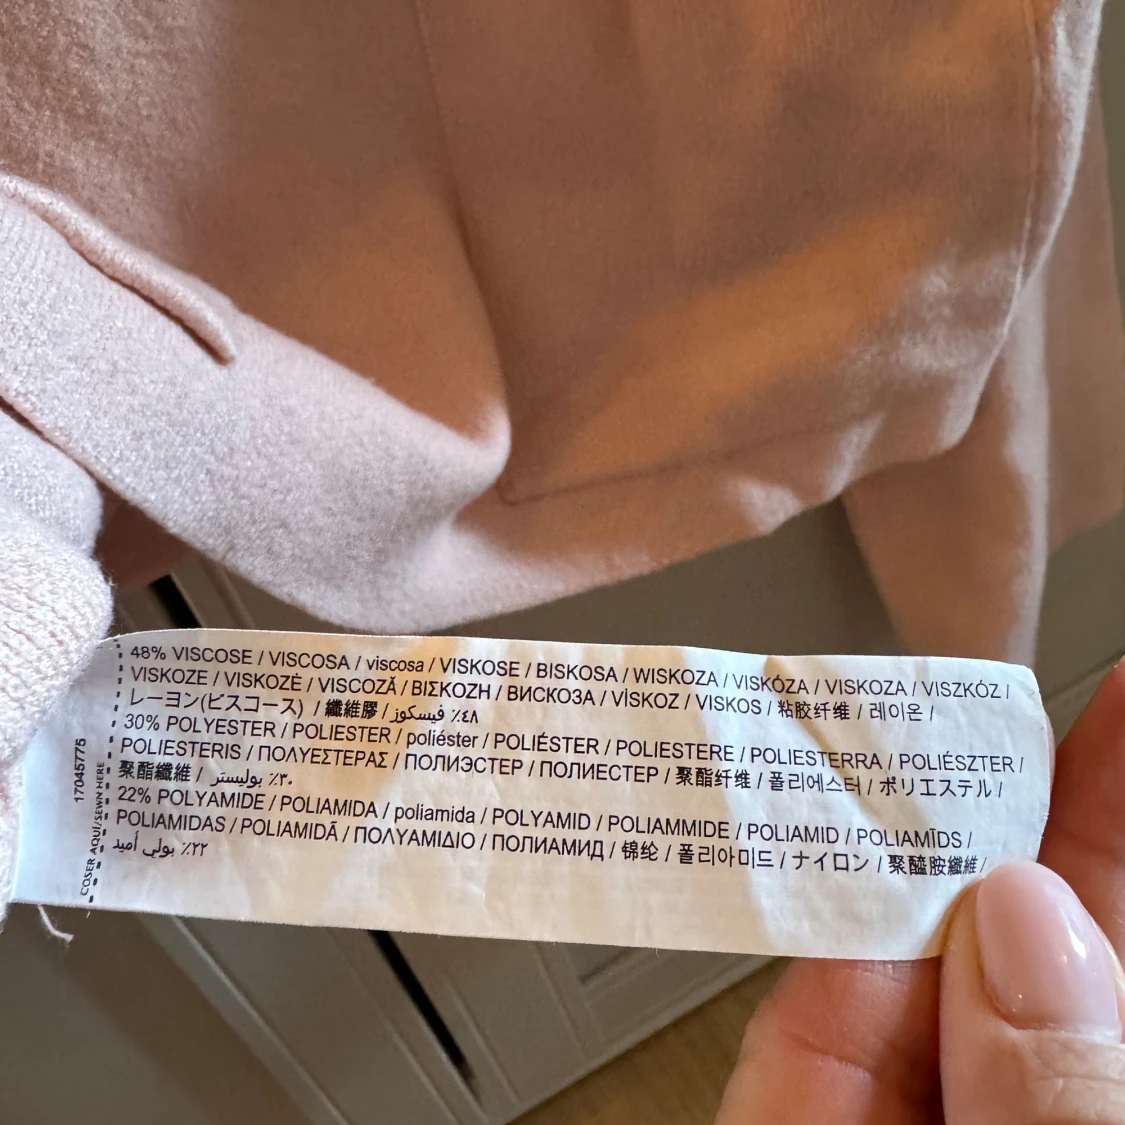 48% VISCOSE / VISCOSA / viscosa / VISKOSE / BISKOSA / WISKOZA / VISKÓZA / VISKOZA / VISZKÓZ /
VISKOZE / VISKOZĖ / VISCOZĂ / ΒΙΣΚΟΖΗ / ВИСКОЗА / VİSKOZ / VISKOS / 粘胶纤维 / 레이온 /
レーヨン(ビスコース) / 纖維膠 / ٤٨٪ فيسكوز
30% POLYESTER / POLIESTER / poliéster / POLIÉSTER / POLIESTERE / POLIESTERRA / POLIÉSZTER /
POLIESTERIS / ΠΟΛΥΕΣΤΕΡΑΣ / ПОЛИЭСТЕР / ПОЛИЕСТЕР / 聚酯纤维 / 폴리에스터 / ポリエステル /
聚酯纖維 / ٣٠٪ بوليستر
22% POLYAMIDE / POLIAMIDA / poliamida / POLYAMID / POLIAMMIDE / POLIAMID / POLIAMĪDS /
POLIAMIDAS / POLIAMIDĂ / ΠΟΛΥΑΜΙΔΙΟ / ПОЛИАМИД / 锦纶 / 폴리아미드 / ナイロン / 聚醯胺纖維 /
٢٢٪ بولي أميد
17045775
COSER AQUI/SEWN HERE